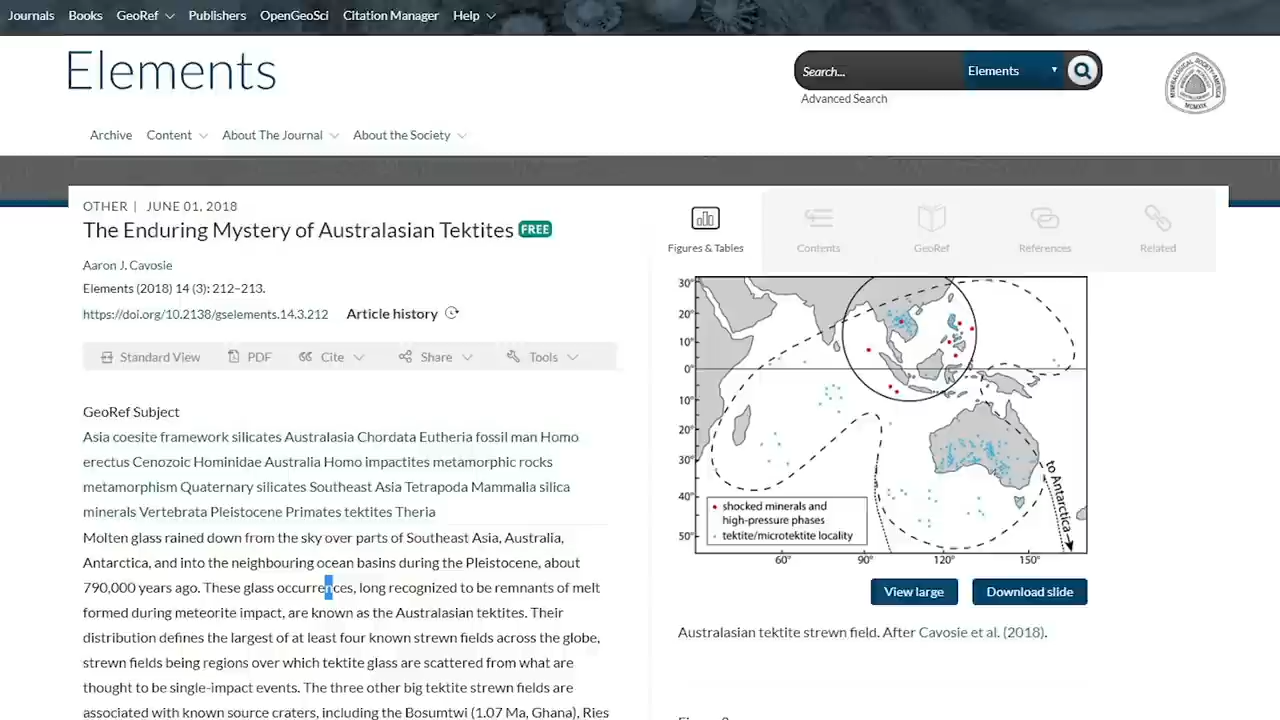 Journals Books GeoRef Publishers OpenGeoSci Citation Manager Help
Elements
Search... Elements
Advanced Search
MINERALOGICAL SOCIETY OF AMERICA
MCMXIX
Archive Content About The Journal About the Society
OTHER | JUNE 01, 2018
The Enduring Mystery of Australasian Tektites FREE
Aaron J. Cavosie
Elements (2018) 14 (3): 212–213.
https://doi.org/10.2138/gselements.14.3.212 Article history
Standard View PDF Cite Share Tools
GeoRef Subject
Asia coesite framework silicates Australasia Chordata Eutheria fossil man Homo
erectus Cenozoic Hominidae Australia Homo impactites metamorphic rocks
metamorphism Quaternary silicates Southeast Asia Tetrapoda Mammalia silica
minerals Vertebrata Pleistocene Primates tektites Theria
Molten glass rained down from the sky over parts of Southeast Asia, Australia,
Antarctica, and into the neighbouring ocean basins during the Pleistocene, about
790,000 years ago. These glass occurrences, long recognized to be remnants of melt
formed during meteorite impact, are known as the Australasian tektites. Their
distribution defines the largest of at least four known strewn fields across the globe,
strewn fields being regions over which tektite glass are scattered from what are
thought to be single-impact events. The three other big tektite strewn fields are
associated with known source craters, including the Bosumtwi (1.07 Ma, Ghana), Ries
Figures & Tables Contents GeoRef References Related
30°
20°
10°
0°
10°
20°
30°
40°
50°
to Antarctica
shocked minerals and
high-pressure phases
tektite/microtektite locality
60° 90° 120° 150°
View large Download slide
Australasian tektite strewn field. After Cavosie et al. (2018).